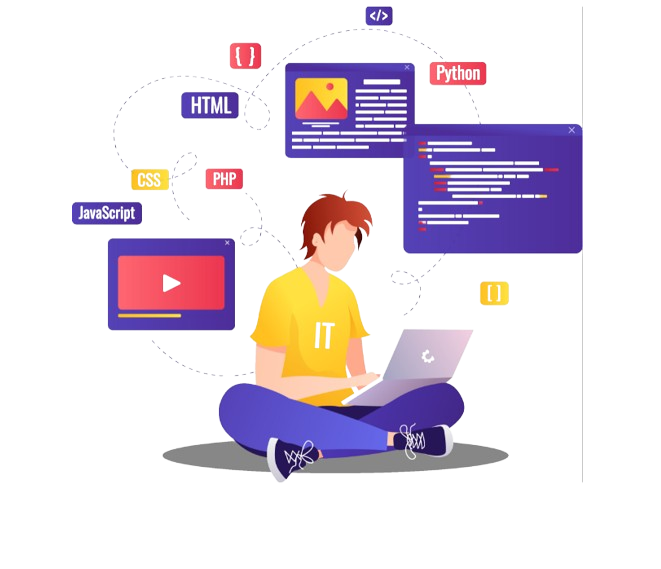 </>
{ }
Python
HTML
CSS
PHP
JavaScript
[ ]
IT